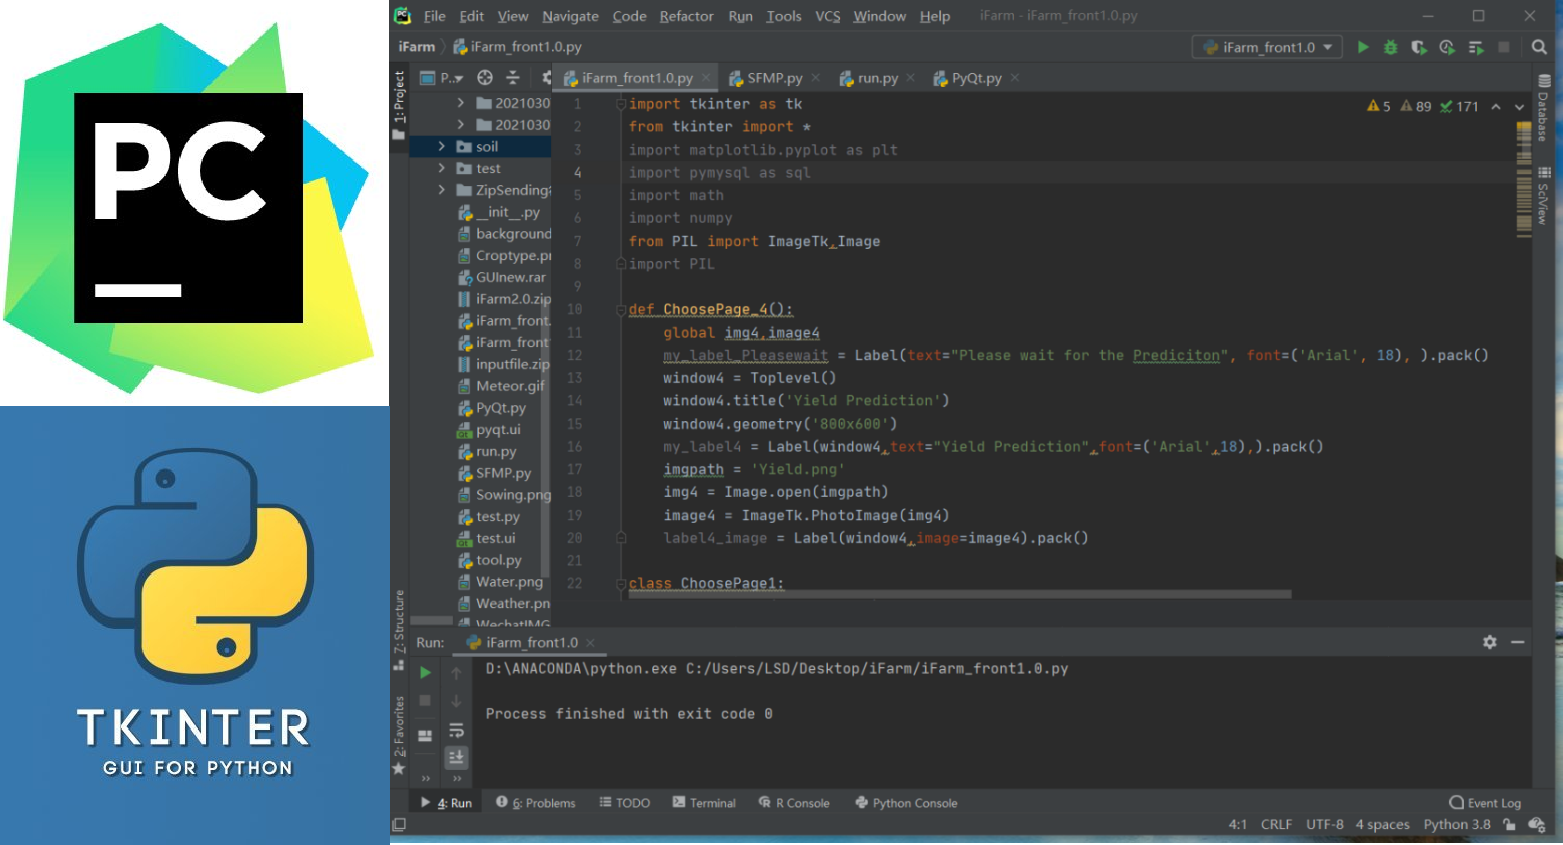 PC
TKINTER
GUI FOR PYTHON
PC File Edit View Navigate Code Refactor Run Tools VCS Window Help iFarm - iFarm_front1.0.py
iFarm iFarm_front1.0.py iFarm_front1.0
1: Project
P..
iFarm_front1.0.py SFMP.py run.py PyQt.py
2021030
2021030
soil
test
ZipSending
__init__.py
background
Croptype.pr
GUInew.rar
iFarm2.0.zip
iFarm_front.
iFarm_front
inputfile.zip
Meteor.gif
PyQt.py
pyqt.ui
run.py
SFMP.py
Sowing.png
test.py
test.ui
tool.py
Water.png
Weather.pn
WechatIMG
5 89 171
1 import tkinter as tk
2 from tkinter import *
3 import matplotlib.pyplot as plt
4 import pymysql as sql
5 import math
6 import numpy
7 from PIL import ImageTk,Image
8 import PIL
9
10 def ChoosePage_4():
11 global img4,image4
12 my_label_Pleasewait = Label(text="Please wait for the Prediciton", font=('Arial', 18), ).pack()
13 window4 = Toplevel()
14 window4.title('Yield Prediction')
15 window4.geometry('800x600')
16 my_label4 = Label(window4,text="Yield Prediction",font=('Arial',18),).pack()
17 imgpath = 'Yield.png'
18 img4 = Image.open(imgpath)
19 image4 = ImageTk.PhotoImage(img4)
20 label4_image = Label(window4,image=image4).pack()
21
22 class ChoosePage1:
Database
SciView
Z: Structure
2: Favorites
Run: iFarm_front1.0
D:\ANACONDA\python.exe C:/Users/LSD/Desktop/iFarm/iFarm_front1.0.py
Process finished with exit code 0
4: Run 6: Problems TODO Terminal R Console Python Console Event Log
4:1 CRLF UTF-8 4 spaces Python 3.8